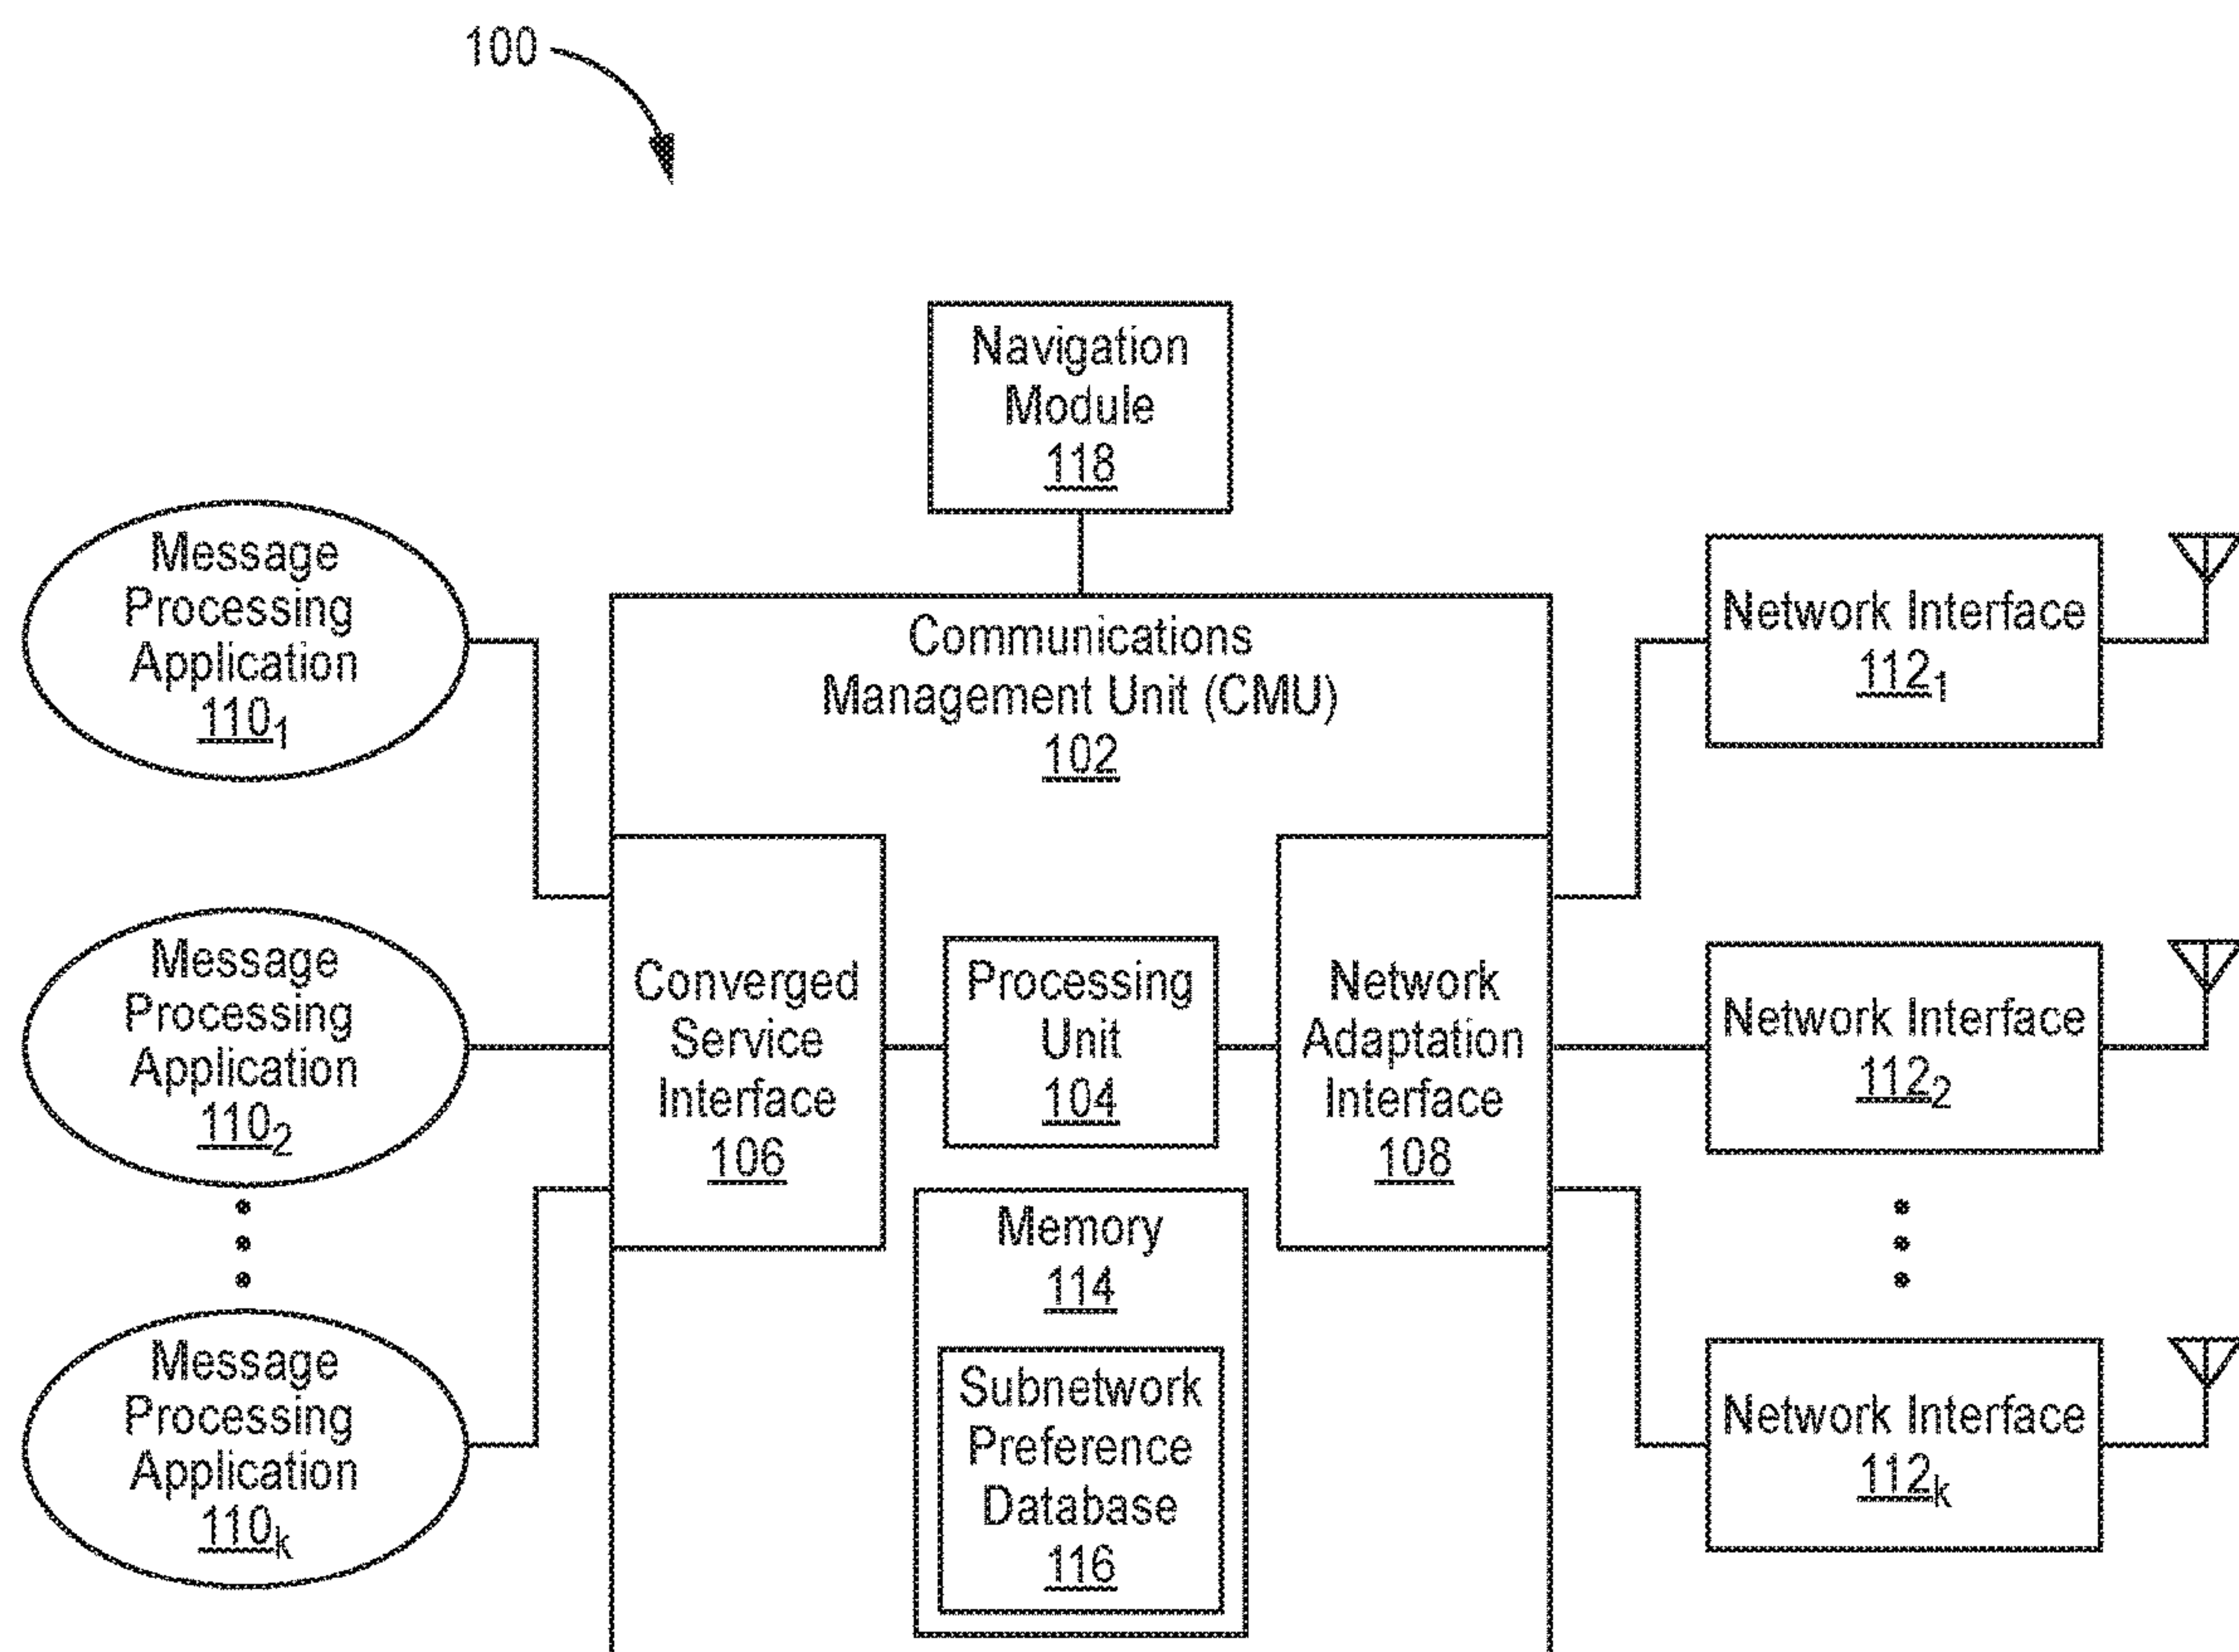 100
Navigation
Module
118
Message
Processing
Application
110₁
Communications
Management Unit (CMU)
102
Network Interface
112₁
Message
Processing
Application
110₂
Converged
Service
Interface
106
Processing
Unit
104
Network
Adaptation
Interface
108
Network Interface
112₂
Memory
114
Subnetwork
Preference
Database
116
Message
Processing
Application
110ₖ
Network Interface
112ₖ